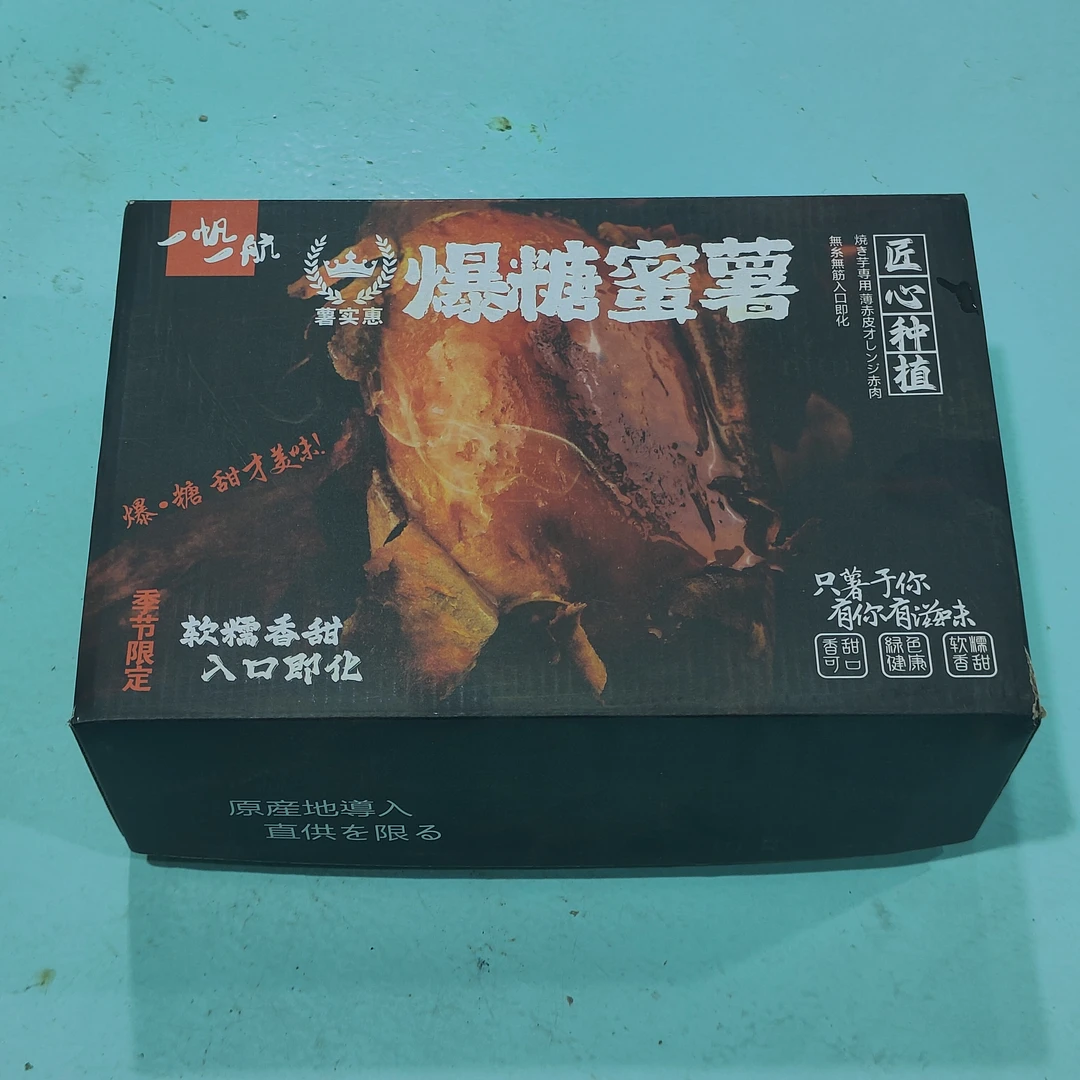 一帆
一航
薯实惠
爆糖蜜薯
匠心种植
焼き芋専用 薄赤皮オレンジ赤肉
無糸無筋入口即化
爆·糖 甜才美味!
季节限定
软糯香甜
入口即化
只薯于你
有你有滋味
香甜可口
緑色健康
软糯香甜
原産地導入
直供を限る